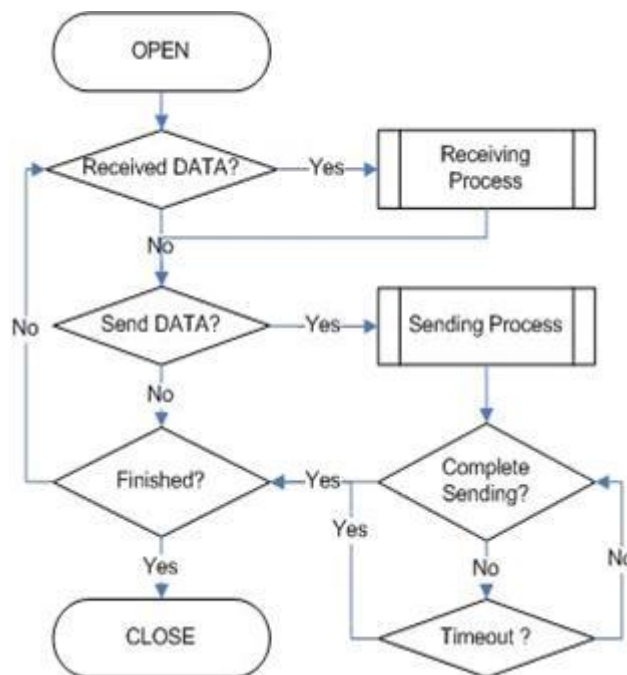 OPEN
Received DATA?
Yes
Receiving
Process
No
Send DATA?
Yes
Sending Process
No
No
Finished?
Yes
Complete
Sending?
Yes
No
No
Yes
CLOSE
Timeout ?